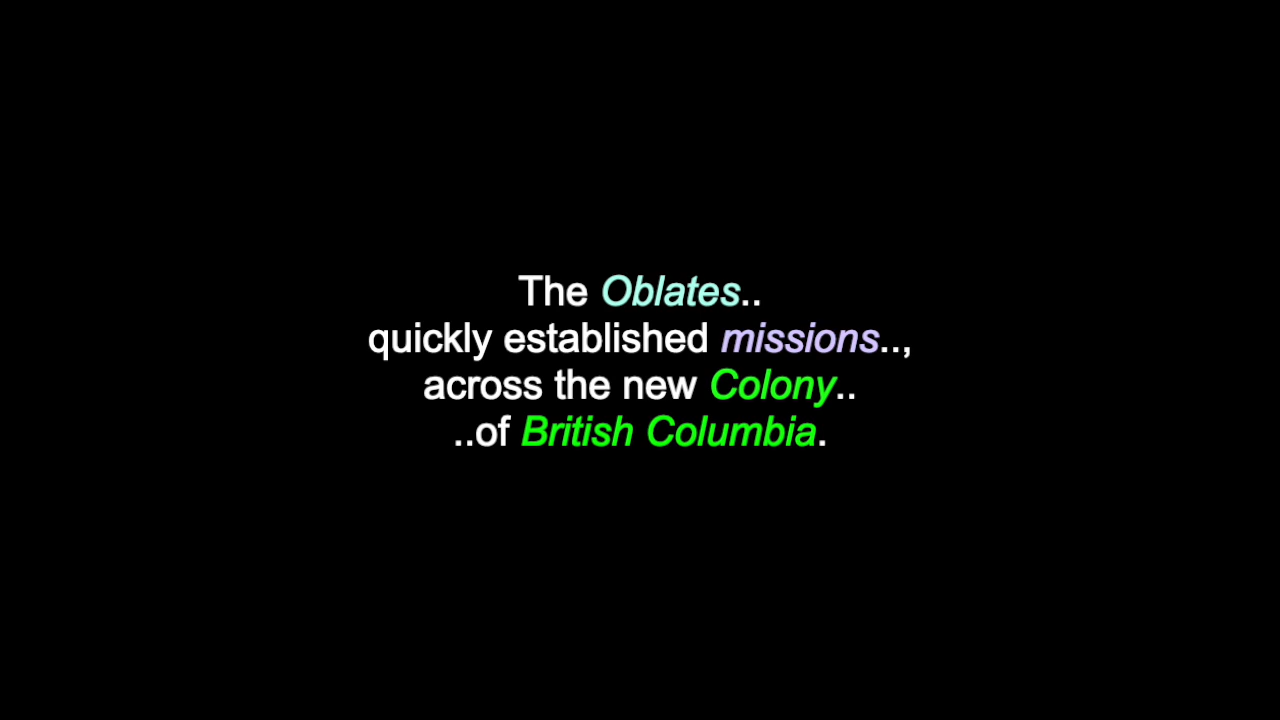 The Oblates..
quickly established missions..,
across the new Colony..
..of British Columbia.